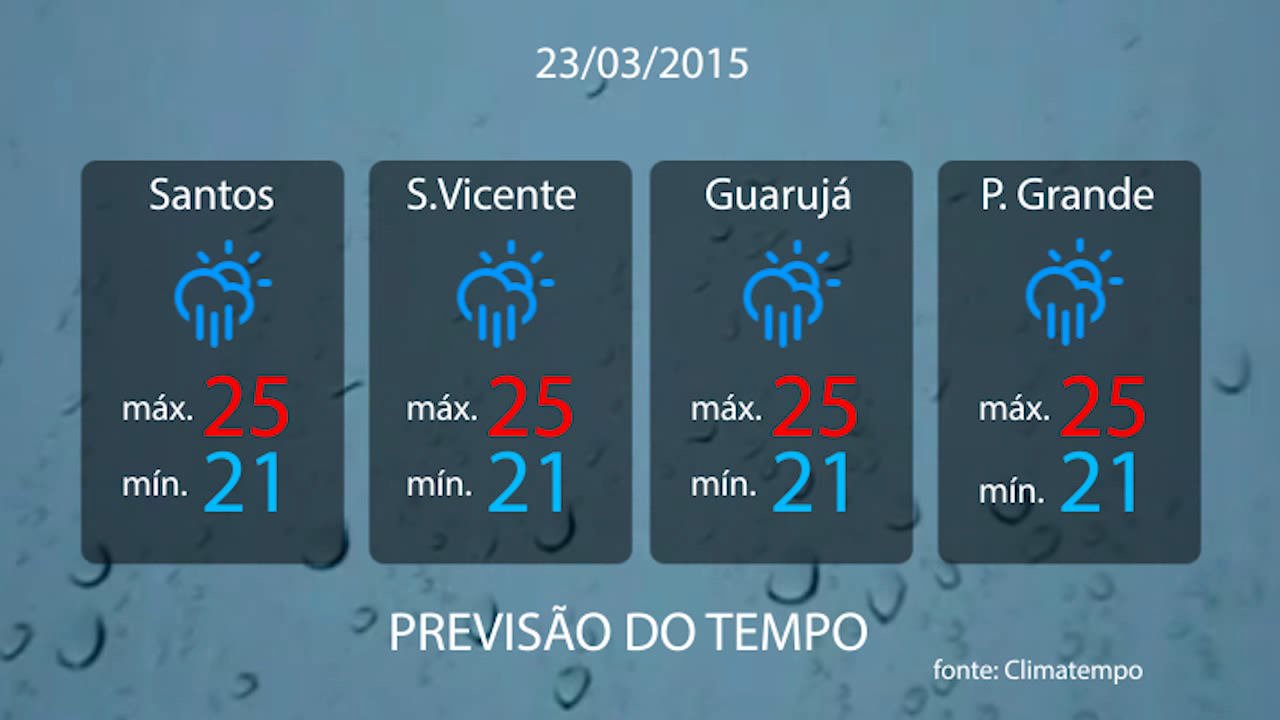 23/03/2015
Santos
máx. 25
mín. 21
S.Vicente
máx. 25
mín. 21
Guarujá
máx. 25
mín. 21
P. Grande
máx. 25
mín. 21
PREVISÃO DO TEMPO
fonte: Climatempo